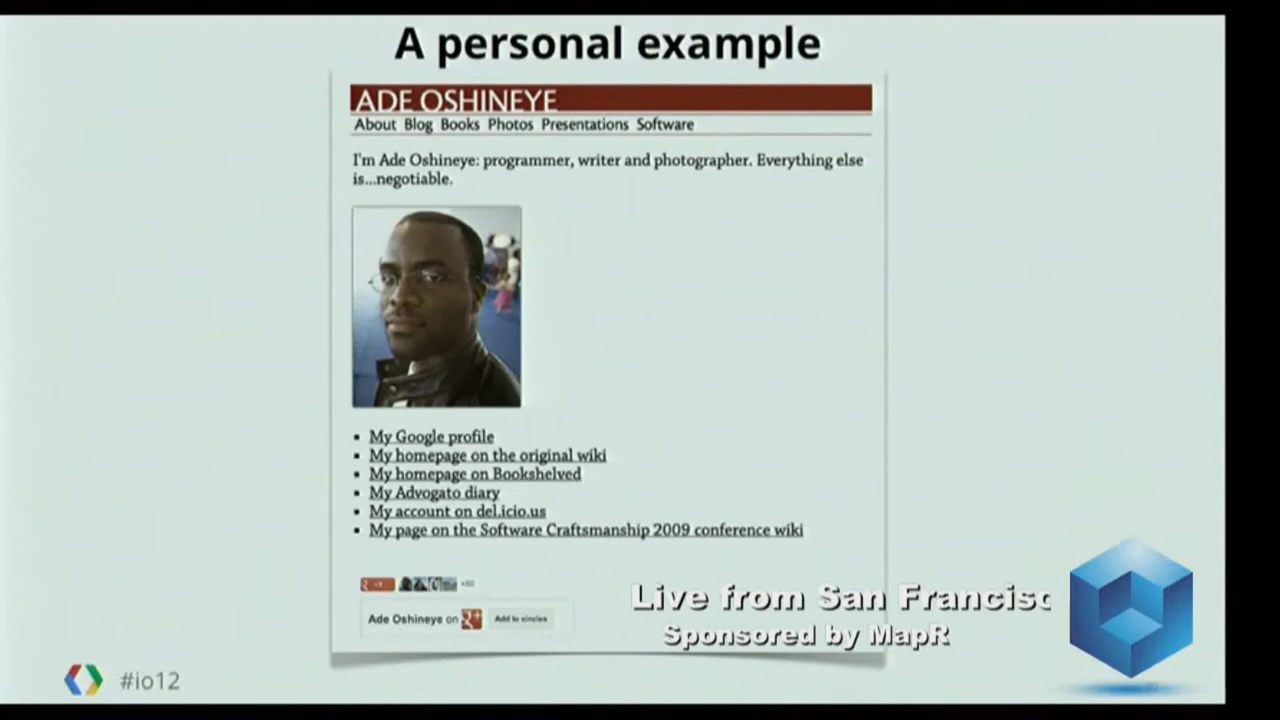 A personal example
ADE OSHINEYE
About Blog Books Photos Presentations Software
I'm Ade Oshineye: programmer, writer and photographer. Everything else
is...negotiable.
My Google profile
My homepage on the original wiki
My homepage on Bookshelved
My Advogato diary
My account on del.icio.us
My page on the Software Craftsmanship 2009 conference wiki
Ade Oshineye on
Add to circles
Live from San Francisc
Sponsored by MapR
#io12